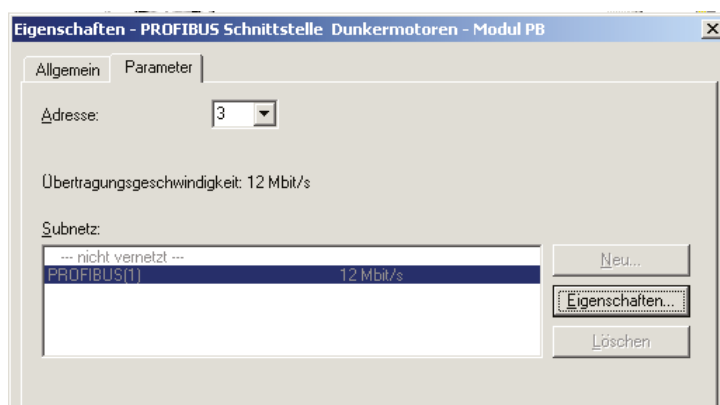 Eigenschaften - PROFIBUS Schnittstelle Dunkermotoren - Modul PB
Allgemein Parameter
Adresse: 3
Übertragungsgeschwindigkeit: 12 Mbit/s
Subnetz:
--- nicht vernetzt ---
PROFIBUS(1) 12 Mbit/s
Neu...
Eigenschaften...
Löschen